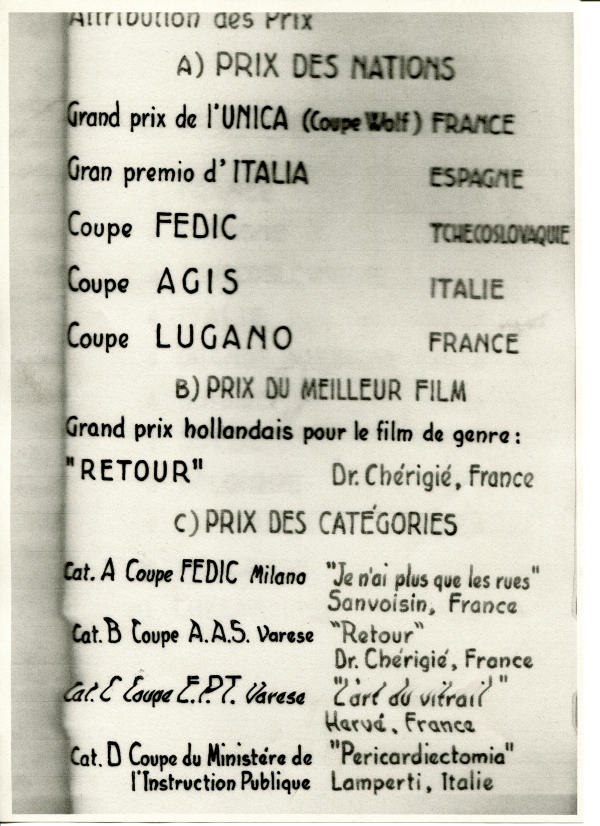 Attribution des Prix
A) PRIX DES NATIONS
Grand prix de l'UNICA (Coupe Wolf) FRANCE
Gran premio d'ITALIA ESPAGNE
Coupe FEDIC TCHECOSLOVAQUIE
Coupe AGIS ITALIE
Coupe LUGANO FRANCE
B) PRIX DU MEILLEUR FILM
Grand prix hollandais pour le film de genre:
"RETOUR" Dr. Chérigié, France
C) PRIX DES CATÉGORIES
Cat. A Coupe FEDIC Milano "Je n'ai plus que les rues"
Sanvoisin, France
Cat. B Coupe A.A.S. Varese "Retour"
Dr. Chérigié, France
Cat. C Coupe E.P.T. Varese "L'art du vitrail"
Hervé, France
Cat. D Coupe du Ministére de "Pericardiectomia"
l'Instruction Publique Lamperti, Italie